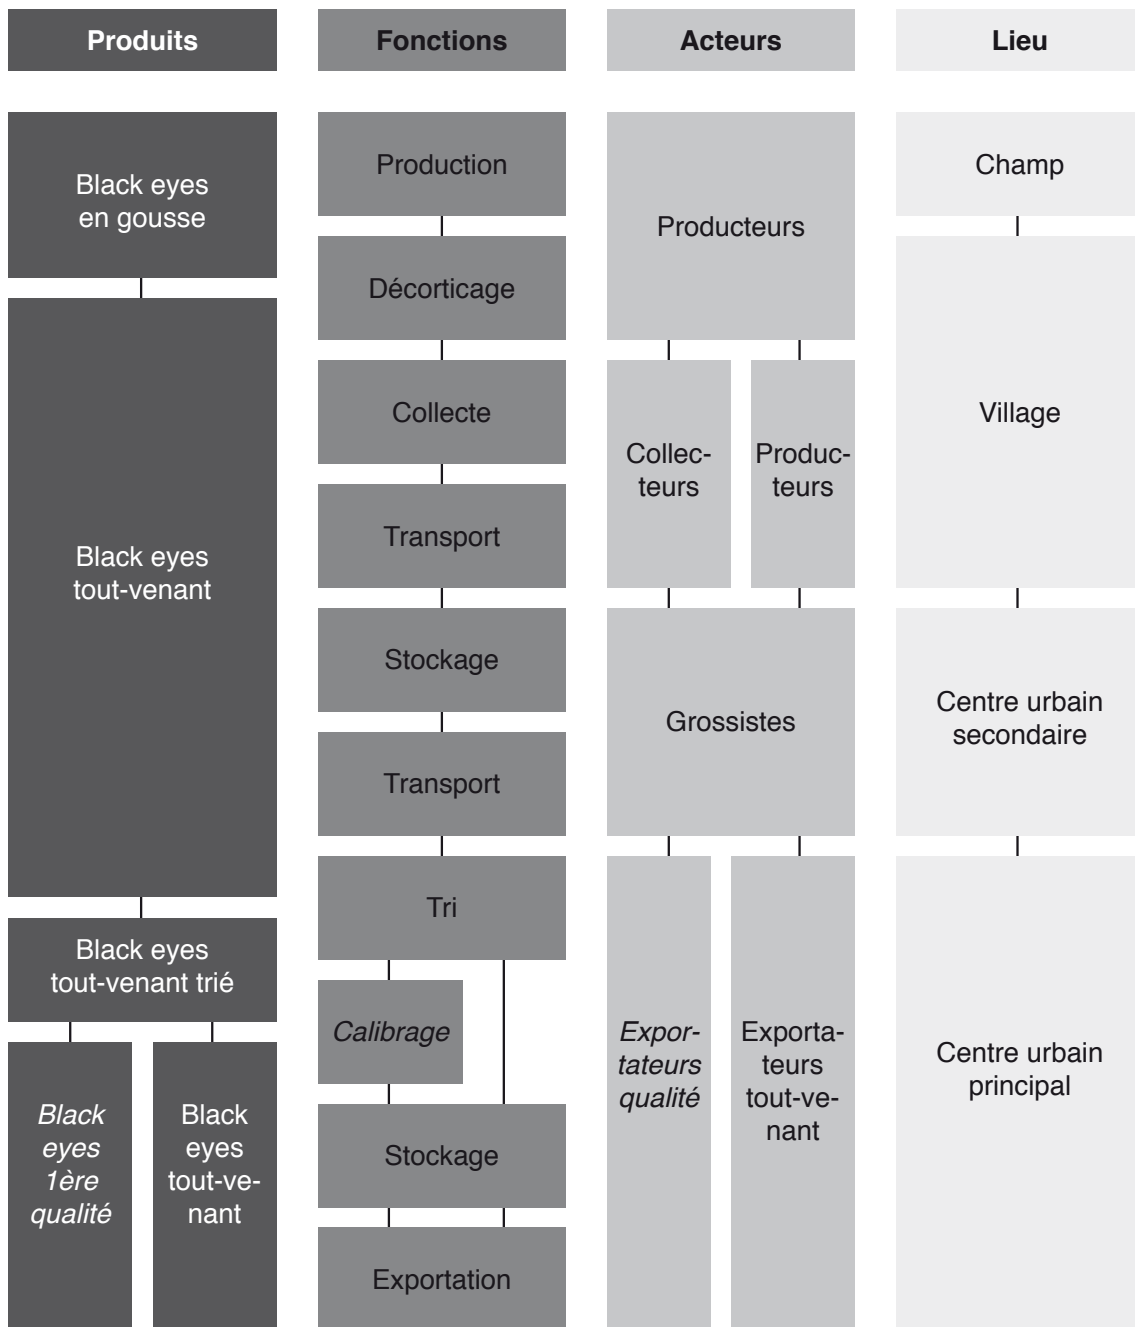 Produits
Fonctions
Acteurs
Lieu
Black eyes
en gousse
Black eyes
tout-venant
Black eyes
tout-venant trié
Black
eyes
1ère
qualité
Black
eyes
tout-ve-
nant
Production
Décorticage
Collecte
Transport
Stockage
Transport
Tri
Calibrage
Stockage
Exportation
Producteurs
Collec-
teurs
Produc-
teurs
Grossistes
Expor-
tateurs
qualité
Exporta-
teurs
tout-ve-
nant
Champ
Village
Centre urbain
secondaire
Centre urbain
principal